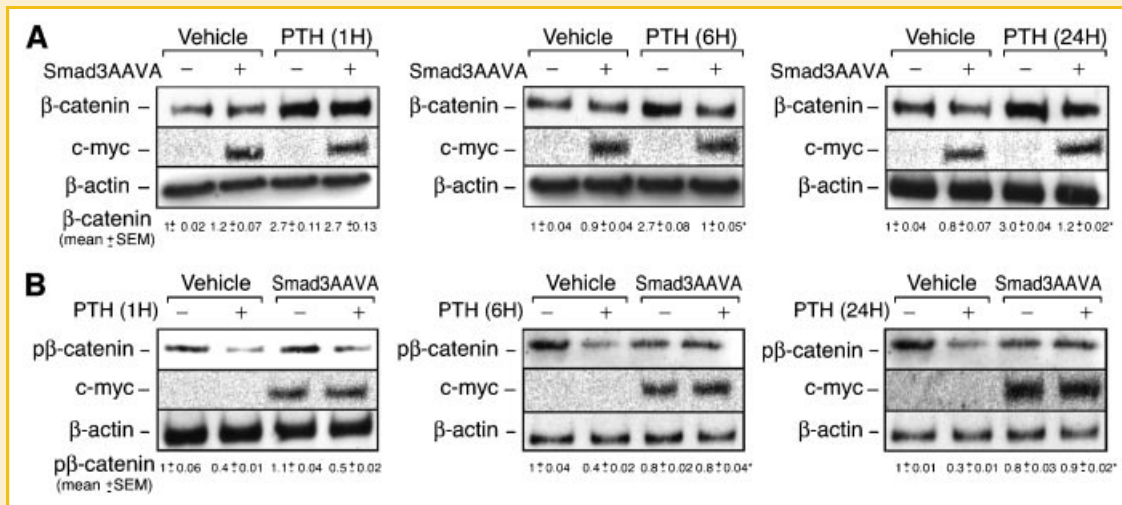 A
Vehicle PTH (1H) Vehicle PTH (6H) Vehicle PTH (24H)
Smad3AAVA − + − + Smad3AAVA − + − + Smad3AAVA − + − +
β-catenin – β-catenin – β-catenin –
c-myc – c-myc – c-myc –
β-actin – β-actin – β-actin –
β-catenin 1± 0.02 1.2±0.07 2.7±0.11 2.7 ±0.13 1±0.04 0.9±0.04 2.7±0.08 1±0.05* 1±0.04 0.8±0.07 3.0±0.04 1.2±0.02*
(mean ±SEM)
B
Vehicle Smad3AAVA Vehicle Smad3AAVA Vehicle Smad3AAVA
PTH (1H) − + − + PTH (6H) − + − + PTH (24H) − + − +
pβ-catenin – pβ-catenin – pβ-catenin –
c-myc – c-myc – c-myc –
β-actin – β-actin – β-actin –
pβ-catenin 1±0.06 0.4±0.01 1.1±0.04 0.5±0.02 1±0.04 0.4±0.02 0.8±0.02 0.8±0.04* 1±0.01 0.3±0.01 0.8±0.03 0.9±0.02*
(mean ±SEM)